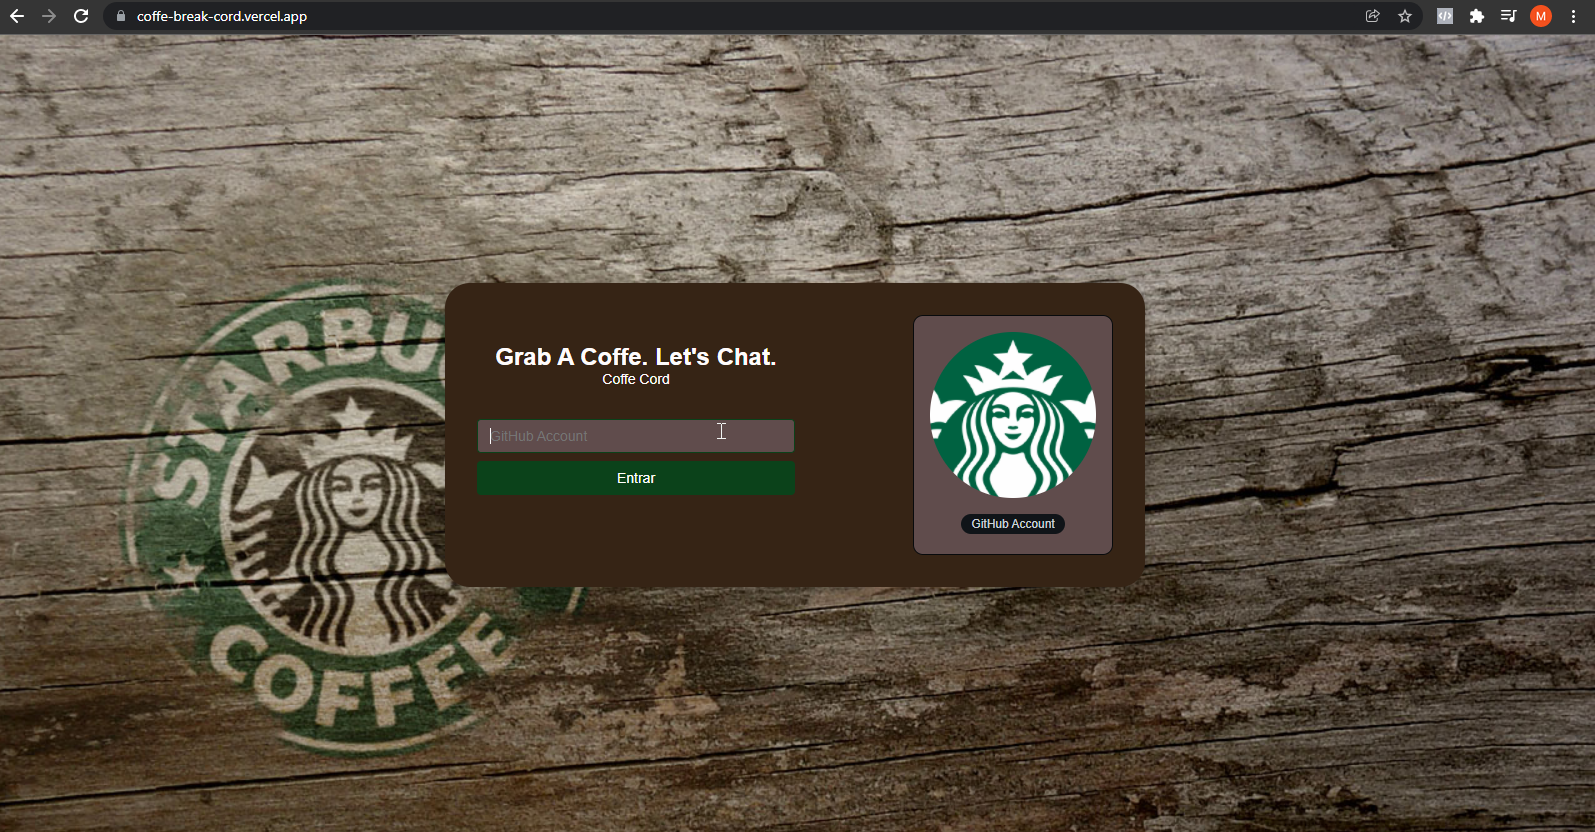 coffe-break-cord.vercel.app
M
STARBU
COFFEE
Grab A Coffe. Let's Chat.
Coffe Cord
GitHub Account
Entrar
GitHub Account